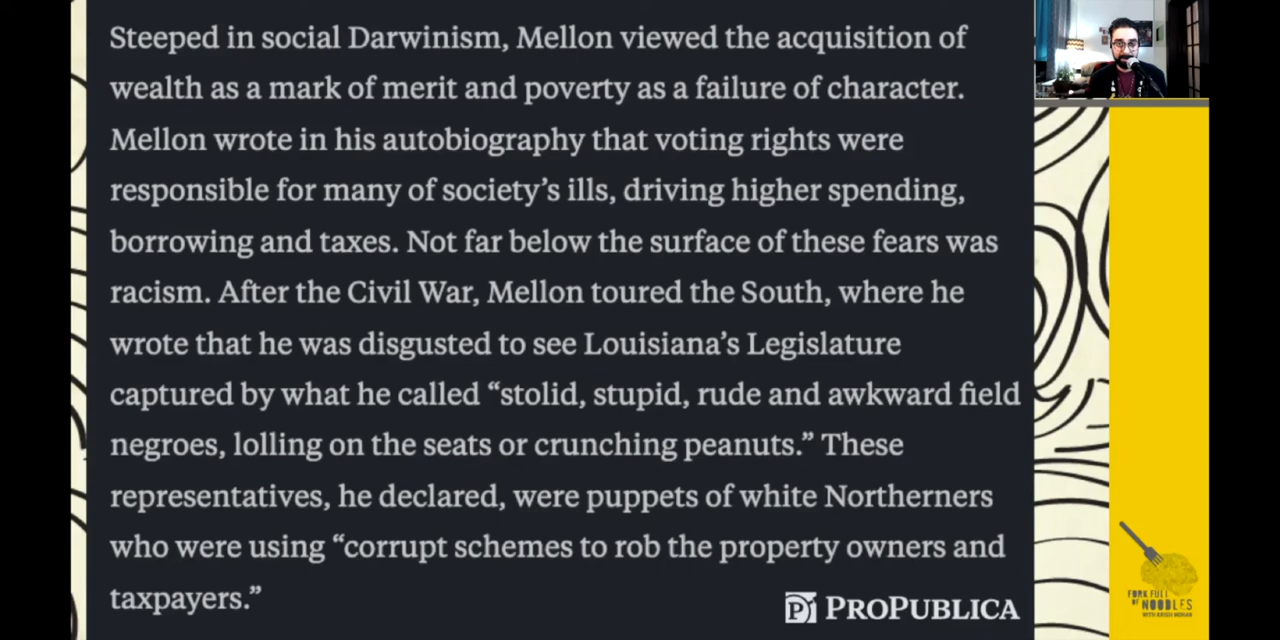 Steeped in social Darwinism, Mellon viewed the acquisition of
wealth as a mark of merit and poverty as a failure of character.
Mellon wrote in his autobiography that voting rights were
responsible for many of society’s ills, driving higher spending,
borrowing and taxes. Not far below the surface of these fears was
racism. After the Civil War, Mellon toured the South, where he
wrote that he was disgusted to see Louisiana’s Legislature
captured by what he called “stolid, stupid, rude and awkward field
negroes, lolling on the seats or crunching peanuts.” These
representatives, he declared, were puppets of white Northerners
who were using “corrupt schemes to rob the property owners and
taxpayers.”
PROPUBLICA
FORK FULL
OF NOODLES
WITH KRISH MOHAN